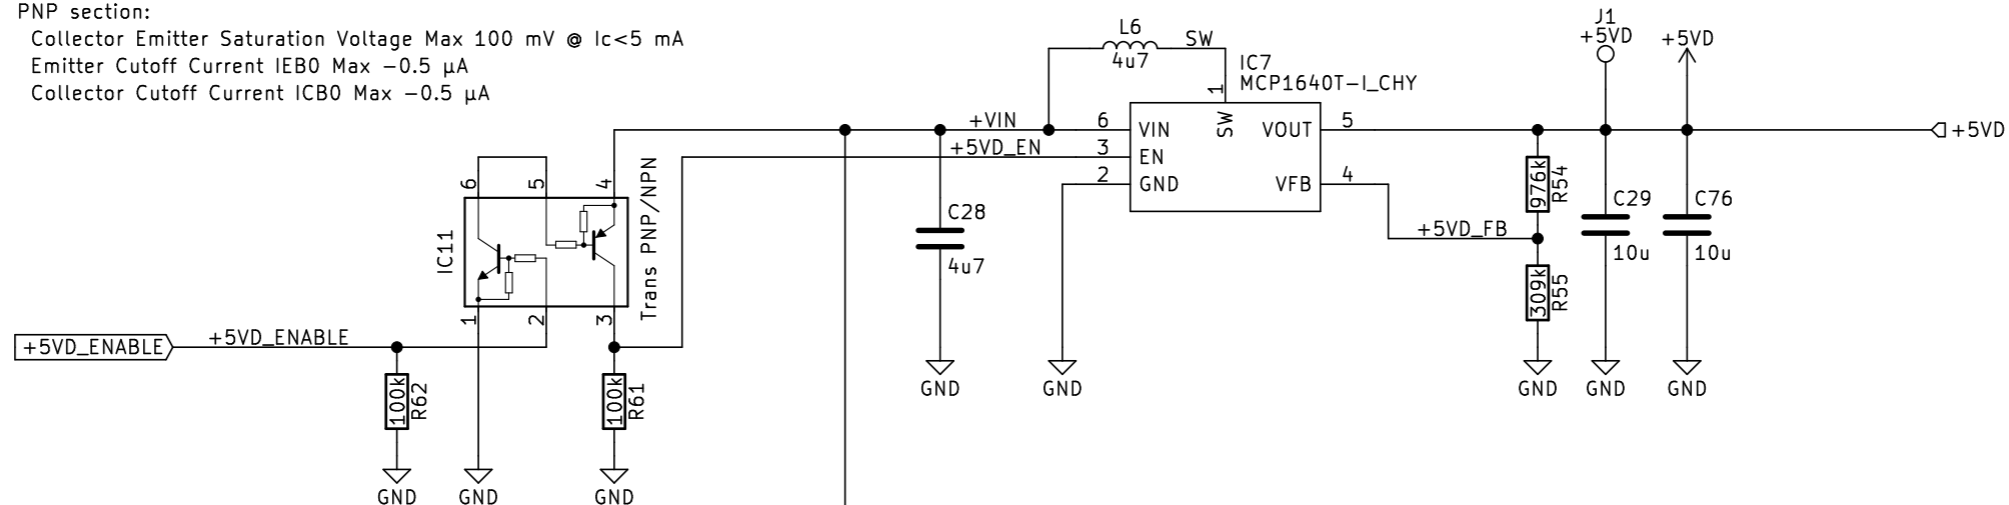 PNP section:
Collector Emitter Saturation Voltage Max 100 mV @ Ic<5 mA
Emitter Cutoff Current IEBO Max -0.5 µA
Collector Cutoff Current ICBO Max -0.5 µA
L6
4u7
SW
IC7
MCP1640T-I_CHY
J1
+5VD
+5VD
+VIN
6
1
VIN
SW
VOUT
5
+5VD
+5VD_EN
3
EN
2
GND
VFB
4
976k
R54
+5VD_FB
309k
R55
C28
4u7
C29
10u
C76
10u
GND
GND
GND
GND
GND
6
5
4
IC11
Trans PNP/NPN
1
2
3
+5VD_ENABLE
+5VD_ENABLE
100k
R62
100k
R61
GND
GND
GND